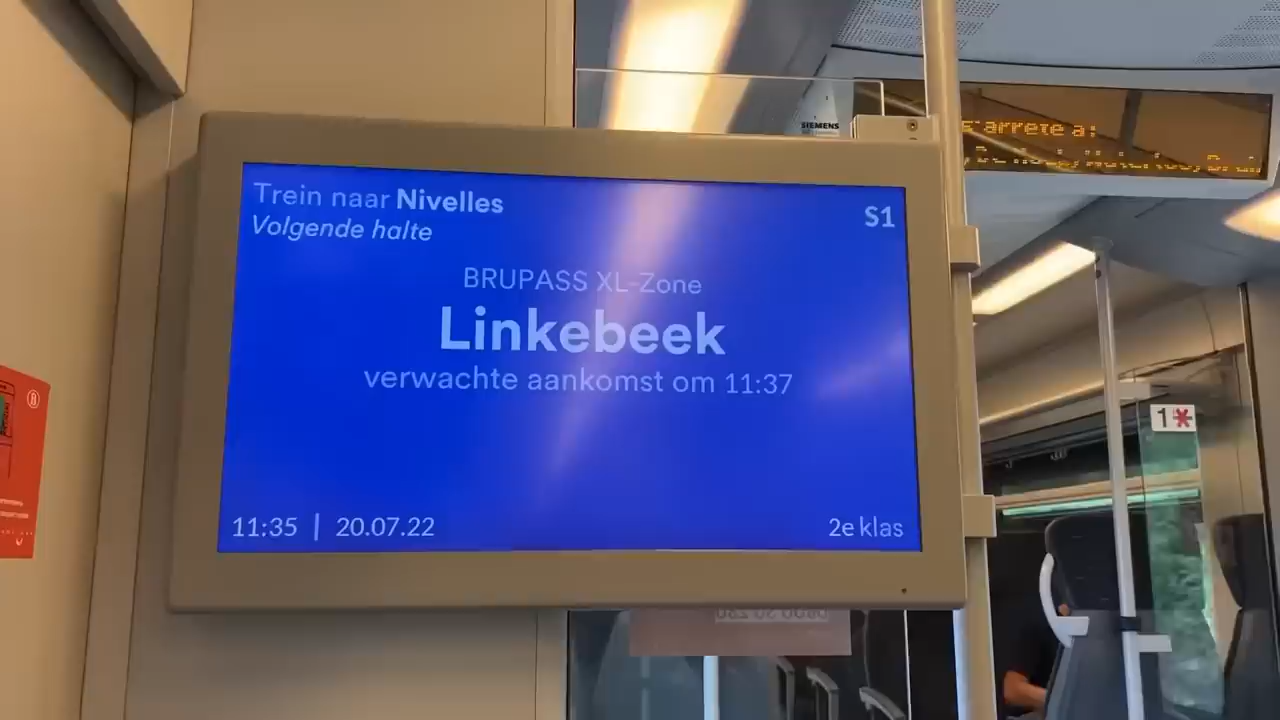 Trein naar Nivelles
S1
Volgende halte
BRUPASS XL-Zone
Linkebeek
verwachte aankomst om 11:37
11:35 | 20.07.22
2e klas
SIEMENS
s'arrete a:
1